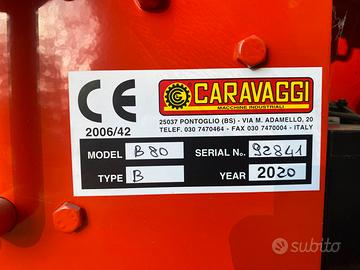 CE
2006/42
CARAVAGGI
MACCHINE INDUSTRIALI
25037 PONTOGLIO (BS) - VIA M. ADAMELLO, 20
TELEF. 030 7470464 - FAX 030 7470004 - ITALY
MODEL B 80 SERIAL No. 92841
TYPE B YEAR 2020
subito